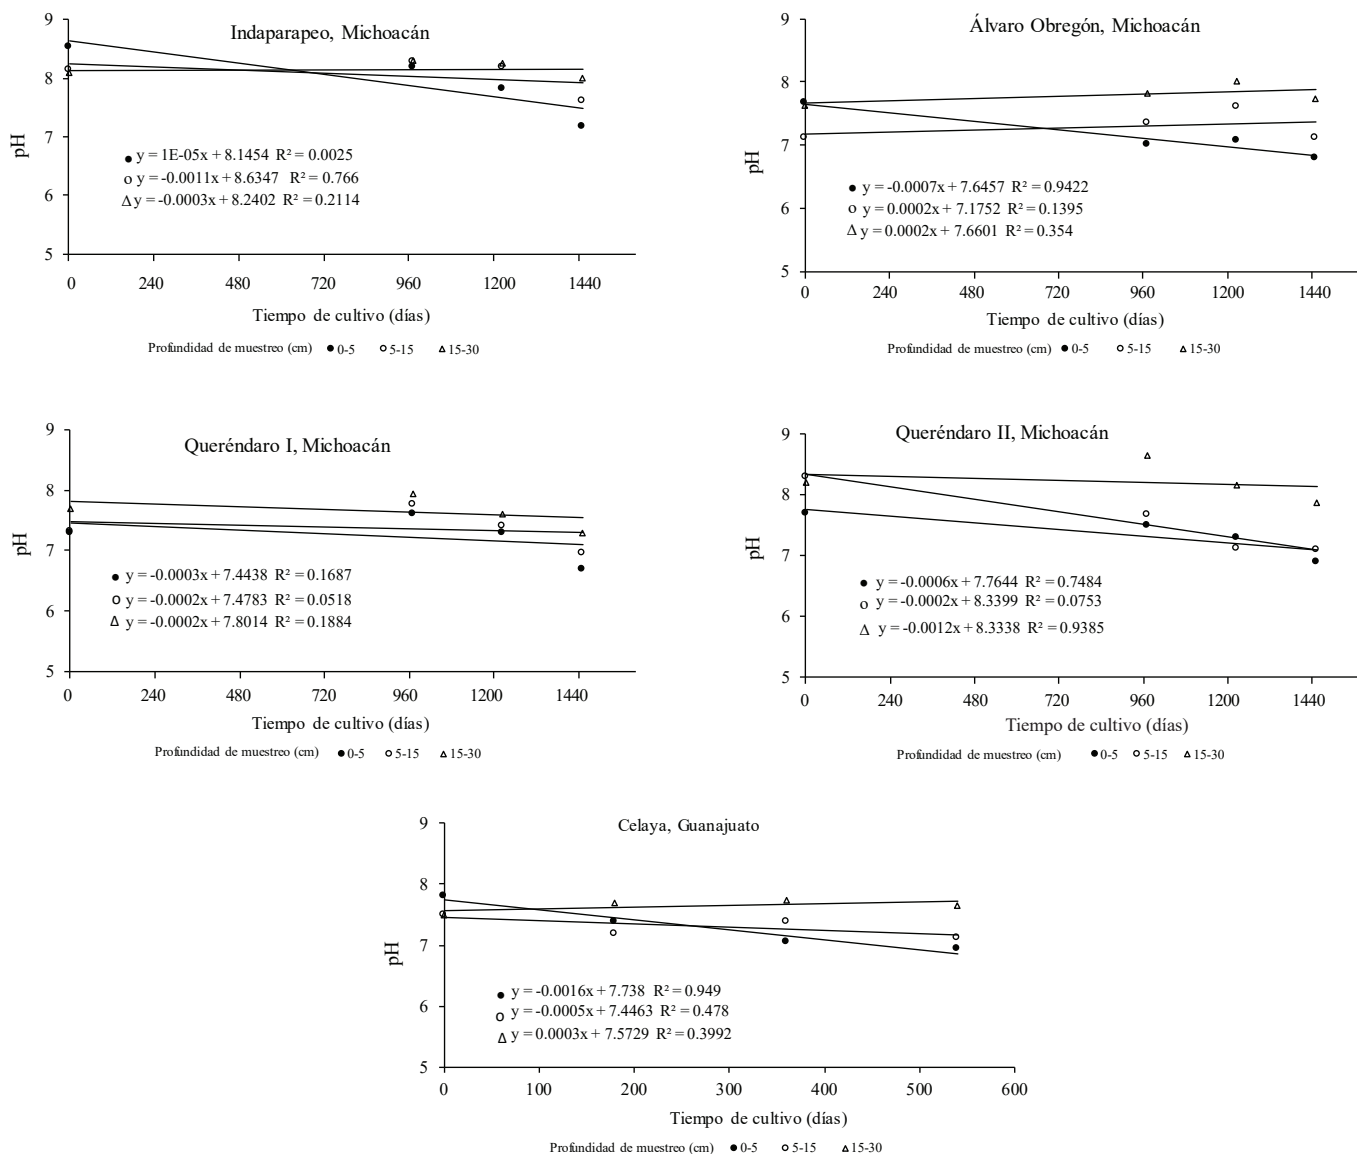 Indaparapeo, Michoacán
9
8
7
6
5
pH
● y = 1E-05x + 8.1454 R² = 0.0025
○ y = -0.0011x + 8.6347 R² = 0.766
Δ y = -0.0003x + 8.2402 R² = 0.2114
0 240 480 720 960 1200 1440
Tiempo de cultivo (días)
Profundidad de muestreo (cm) ● 0-5 ○ 5-15 Δ 15-30
Álvaro Obregón, Michoacán
9
8
7
6
5
pH
● y = -0.0007x + 7.6457 R² = 0.9422
○ y = 0.0002x + 7.1752 R² = 0.1395
Δ y = 0.0002x + 7.6601 R² = 0.354
0 240 480 720 960 1200 1440
Tiempo de cultivo (días)
Profundidad de muestreo (cm) ● 0-5 ○ 5-15 Δ 15-30
Queréndaro I, Michoacán
9
8
7
6
5
pH
● y = -0.0003x + 7.4438 R² = 0.1687
○ y = -0.0002x + 7.4783 R² = 0.0518
Δ y = -0.0002x + 7.8014 R² = 0.1884
0 240 480 720 960 1200 1440
Tiempo de cultivo (días)
Profundidad de muestreo (cm) ● 0-5 ○ 5-15 Δ 15-30
Queréndaro II, Michoacán
9
8
7
6
5
pH
● y = -0.0006x + 7.7644 R² = 0.7484
○ y = -0.0002x + 8.3399 R² = 0.0753
Δ y = -0.0012x + 8.3338 R² = 0.9385
0 240 480 720 960 1200 1440
Tiempo de cultivo (días)
Profundidad de muestreo (cm) ● 0-5 ○ 5-15 Δ 15-30
Celaya, Guanajuato
9
8
7
6
5
pH
● y = -0.0016x + 7.738 R² = 0.949
○ y = -0.0005x + 7.4463 R² = 0.478
Δ y = 0.0003x + 7.5729 R² = 0.3992
0 100 200 300 400 500 600
Tiempo de cultivo (días)
Profundidad de muestreo (cm) ● 0-5 ○ 5-15 Δ 15-30